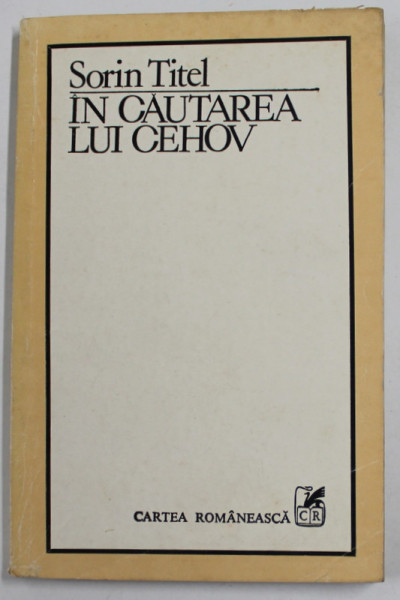 Sorin Titel
ÎN CĂUTAREA
LUI CEHOV
CARTEA ROMÂNEASCĂ
CR